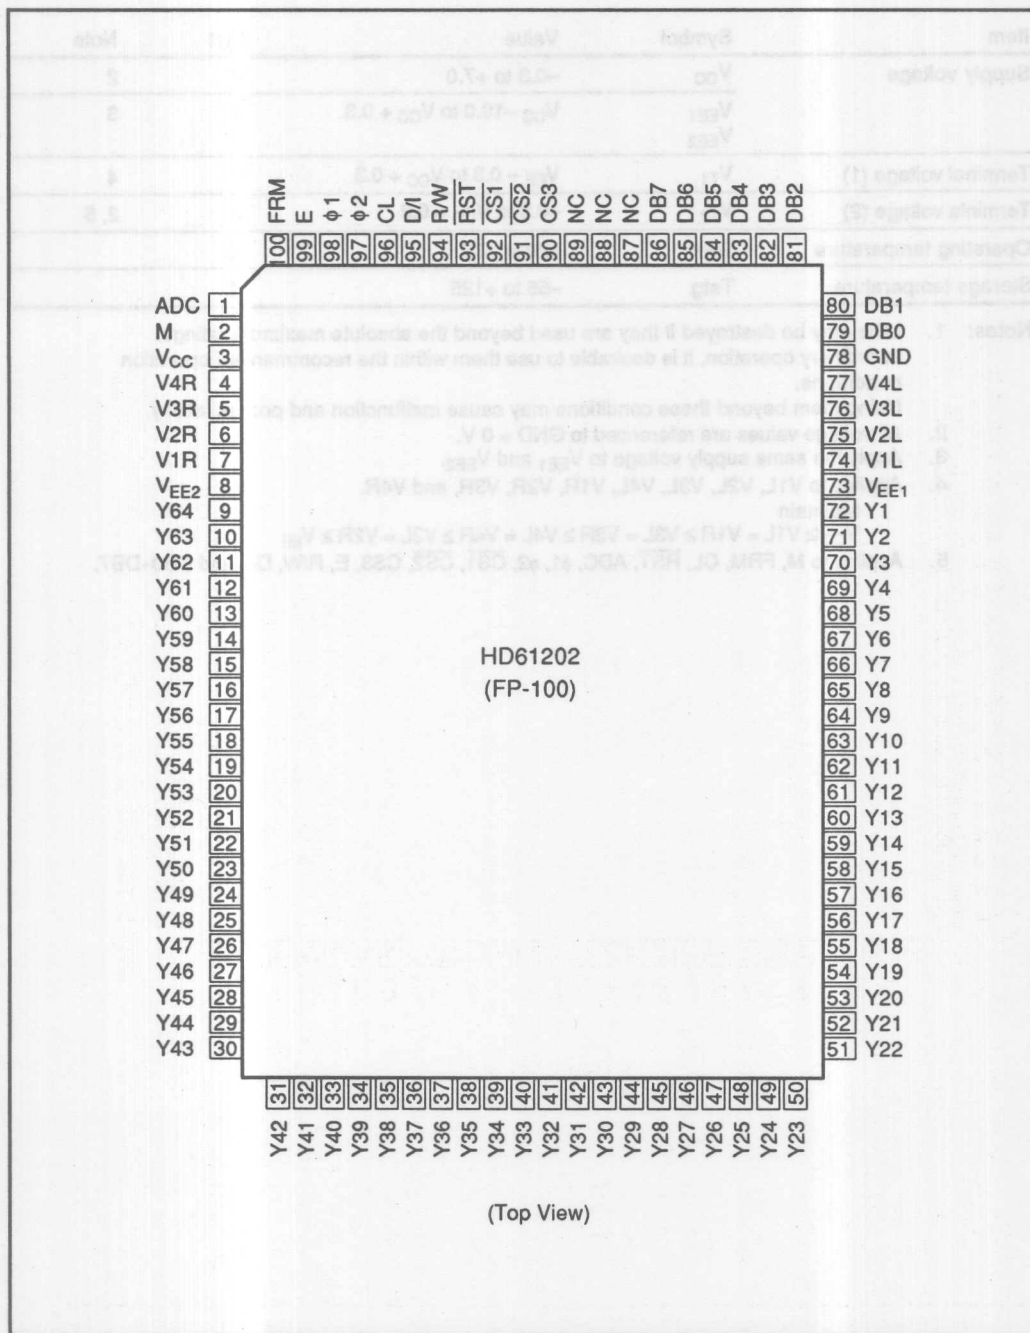 100 FRM
99 E
98 φ1
97 φ2
96 CL
95 D/I
94 R/W
93 RST
92 CS1
91 CS2
90 CS3
89 NC
88 NC
87 NC
86 DB7
85 DB6
84 DB5
83 DB4
82 DB3
81 DB2
ADC 1
M 2
VCC 3
V4R 4
V3R 5
V2R 6
V1R 7
VEE2 8
Y64 9
Y63 10
Y62 11
Y61 12
Y60 13
Y59 14
Y58 15
Y57 16
Y56 17
Y55 18
Y54 19
Y53 20
Y52 21
Y51 22
Y50 23
Y49 24
Y48 25
Y47 26
Y46 27
Y45 28
Y44 29
Y43 30
HD61202
(FP-100)
80 DB1
79 DB0
78 GND
77 V4L
76 V3L
75 V2L
74 V1L
73 VEE1
72 Y1
71 Y2
70 Y3
69 Y4
68 Y5
67 Y6
66 Y7
65 Y8
64 Y9
63 Y10
62 Y11
61 Y12
60 Y13
59 Y14
58 Y15
57 Y16
56 Y17
55 Y18
54 Y19
53 Y20
52 Y21
51 Y22
Y42 31
Y41 32
Y40 33
Y39 34
Y38 35
Y37 36
Y36 37
Y35 38
Y34 39
Y33 40
Y32 41
Y31 42
Y30 43
Y29 44
Y28 45
Y27 46
Y26 47
Y25 48
Y24 49
Y23 50
(Top View)